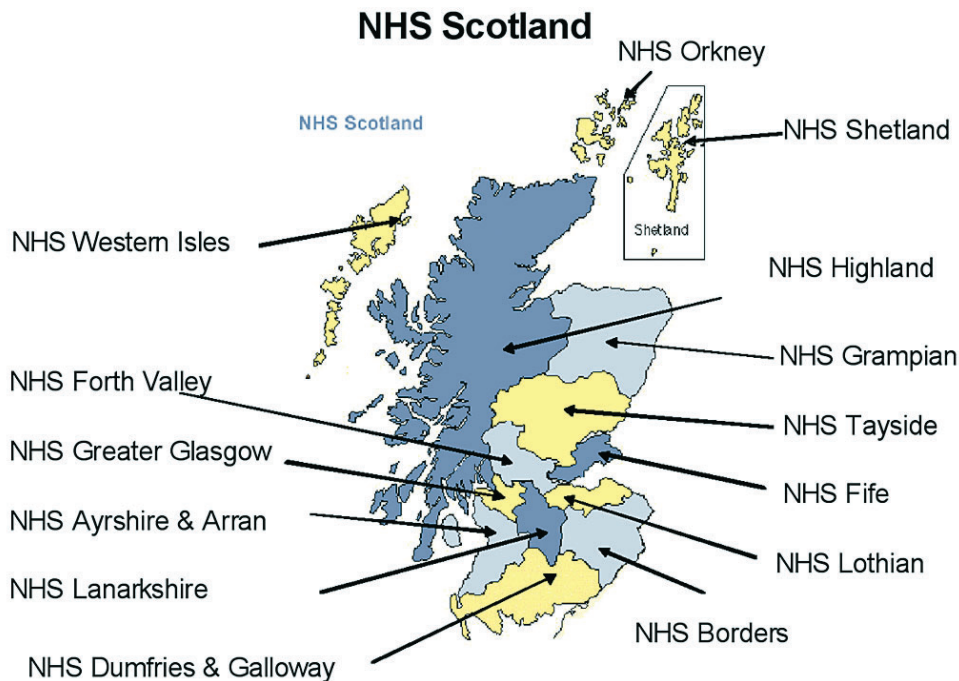 NHS Scotland
NHS Orkney
NHS Scotland
NHS Shetland
Shetland
NHS Western Isles
NHS Highland
NHS Grampian
NHS Forth Valley
NHS Tayside
NHS Greater Glasgow
NHS Fife
NHS Ayrshire & Arran
NHS Lothian
NHS Lanarkshire
NHS Borders
NHS Dumfries & Galloway